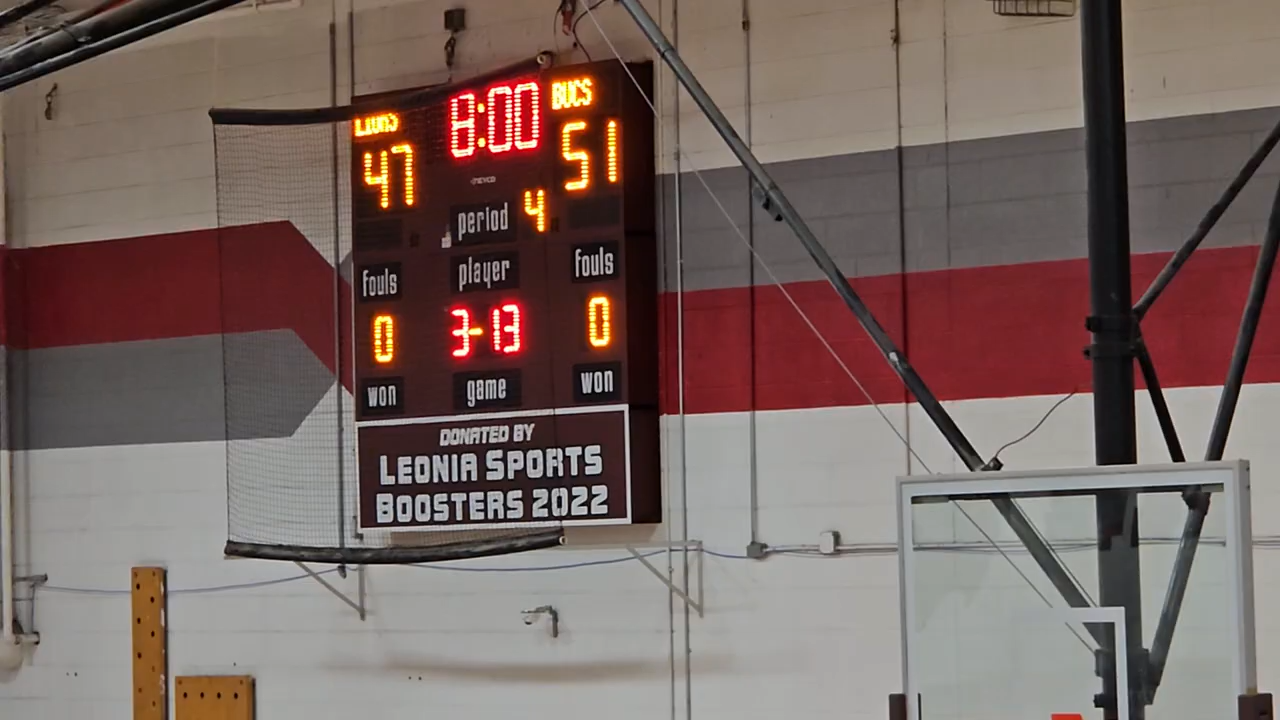 LIONS 8:00 BUCS
47 51
NEVCO
period 4
fouls player fouls
0 3-13 0
won game won
DONATED BY
LEONIA SPORTS
BOOSTERS 2022